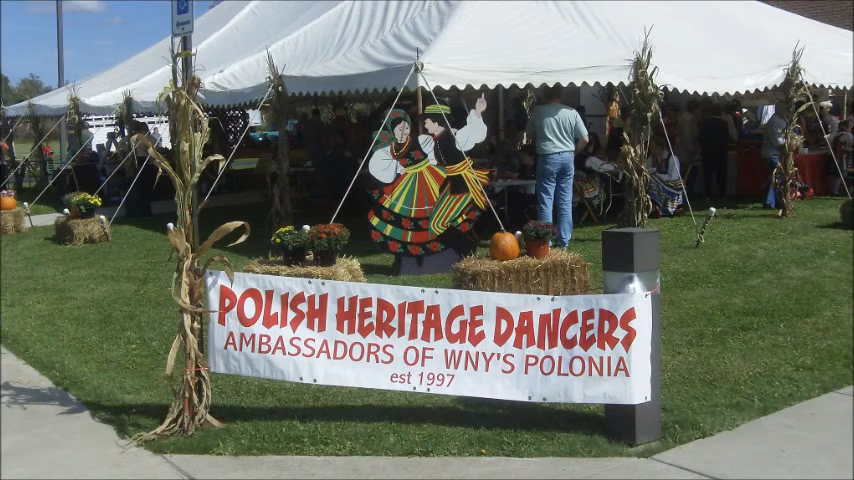 POLISH HERITAGE DANCERS
AMBASSADORS OF WNY'S POLONIA
est 1997